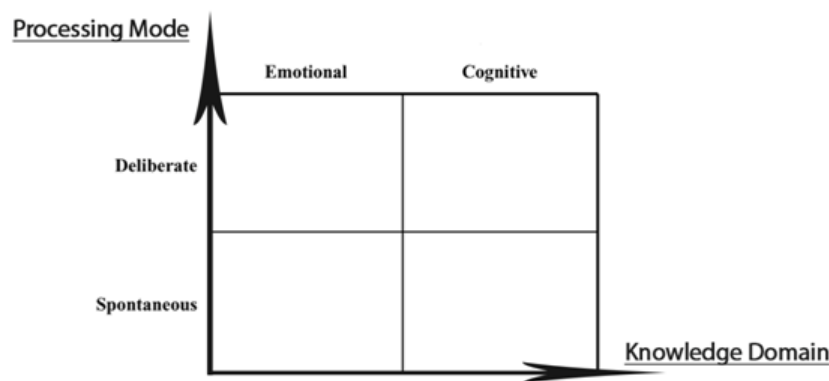 Processing Mode
Emotional Cognitive
Deliberate
Spontaneous
Knowledge Domain